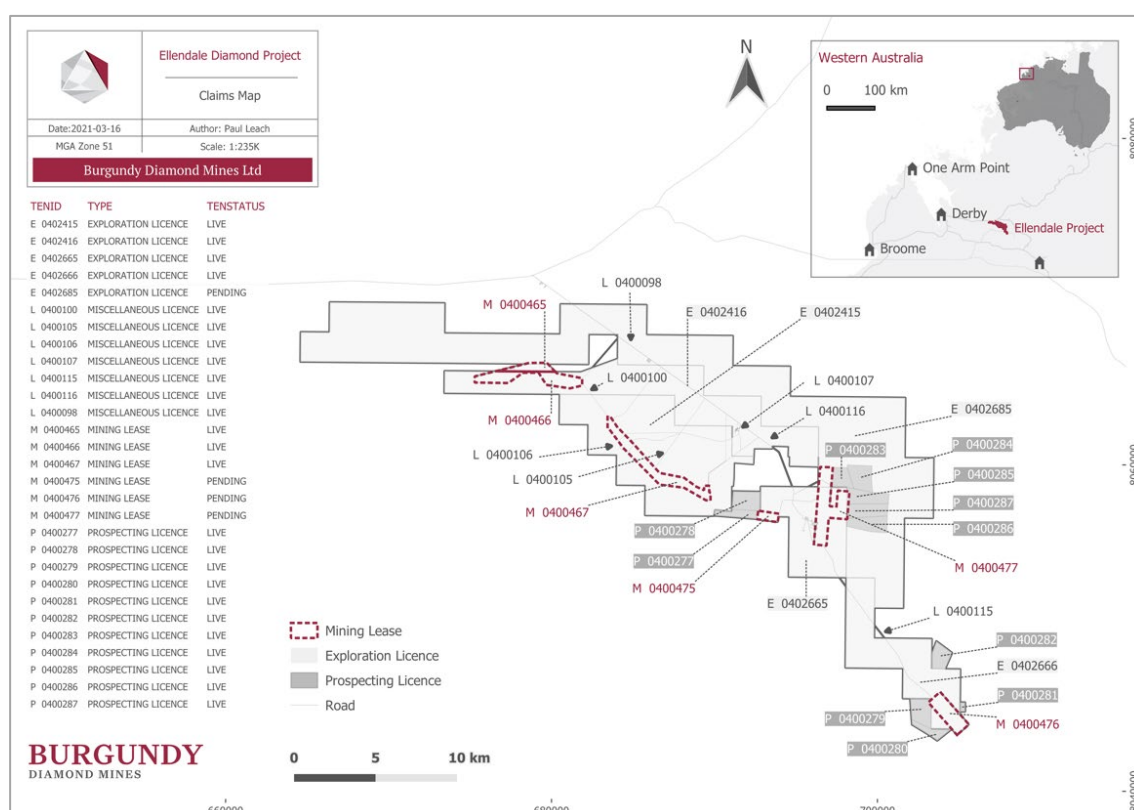 Ellendale Diamond Project
Claims Map
Date:2021-03-16
Author: Paul Leach
MGA Zone 51
Scale: 1:235K
Burgundy Diamond Mines Ltd
TENID TYPE TENSTATUS
E 0402415 EXPLORATION LICENCE LIVE
E 0402416 EXPLORATION LICENCE LIVE
E 0402665 EXPLORATION LICENCE LIVE
E 0402666 EXPLORATION LICENCE LIVE
E 0402685 EXPLORATION LICENCE PENDING
L 0400100 MISCELLANEOUS LICENCE LIVE
L 0400105 MISCELLANEOUS LICENCE LIVE
L 0400106 MISCELLANEOUS LICENCE LIVE
L 0400107 MISCELLANEOUS LICENCE LIVE
L 0400115 MISCELLANEOUS LICENCE LIVE
L 0400116 MISCELLANEOUS LICENCE LIVE
L 0400098 MISCELLANEOUS LICENCE LIVE
M 0400465 MINING LEASE LIVE
M 0400466 MINING LEASE LIVE
M 0400467 MINING LEASE LIVE
M 0400475 MINING LEASE PENDING
M 0400476 MINING LEASE PENDING
M 0400477 MINING LEASE PENDING
P 0400277 PROSPECTING LICENCE LIVE
P 0400278 PROSPECTING LICENCE LIVE
P 0400279 PROSPECTING LICENCE LIVE
P 0400280 PROSPECTING LICENCE LIVE
P 0400281 PROSPECTING LICENCE LIVE
P 0400282 PROSPECTING LICENCE LIVE
P 0400283 PROSPECTING LICENCE LIVE
P 0400284 PROSPECTING LICENCE LIVE
P 0400285 PROSPECTING LICENCE LIVE
P 0400286 PROSPECTING LICENCE LIVE
P 0400287 PROSPECTING LICENCE LIVE
BURGUNDY
DIAMOND MINES
N
Western Australia
0 100 km
One Arm Point
Derby
Ellendale Project
Broome
L 0400098
M 0400465
E 0402416
E 0402415
L 0400100
L 0400107
M 0400466
L 0400116
E 0402685
L 0400106
P 0400283
P 0400284
L 0400105
P 0400285
M 0400467
P 0400287
P 0400278
P 0400286
P 0400277
M 0400477
M 0400475
E 0402665
L 0400115
P 0400282
E 0402666
P 0400281
P 0400279
M 0400476
P 0400280
Mining Lease
Exploration Licence
Prospecting Licence
Road
0 5 10 km
8080000
8060000